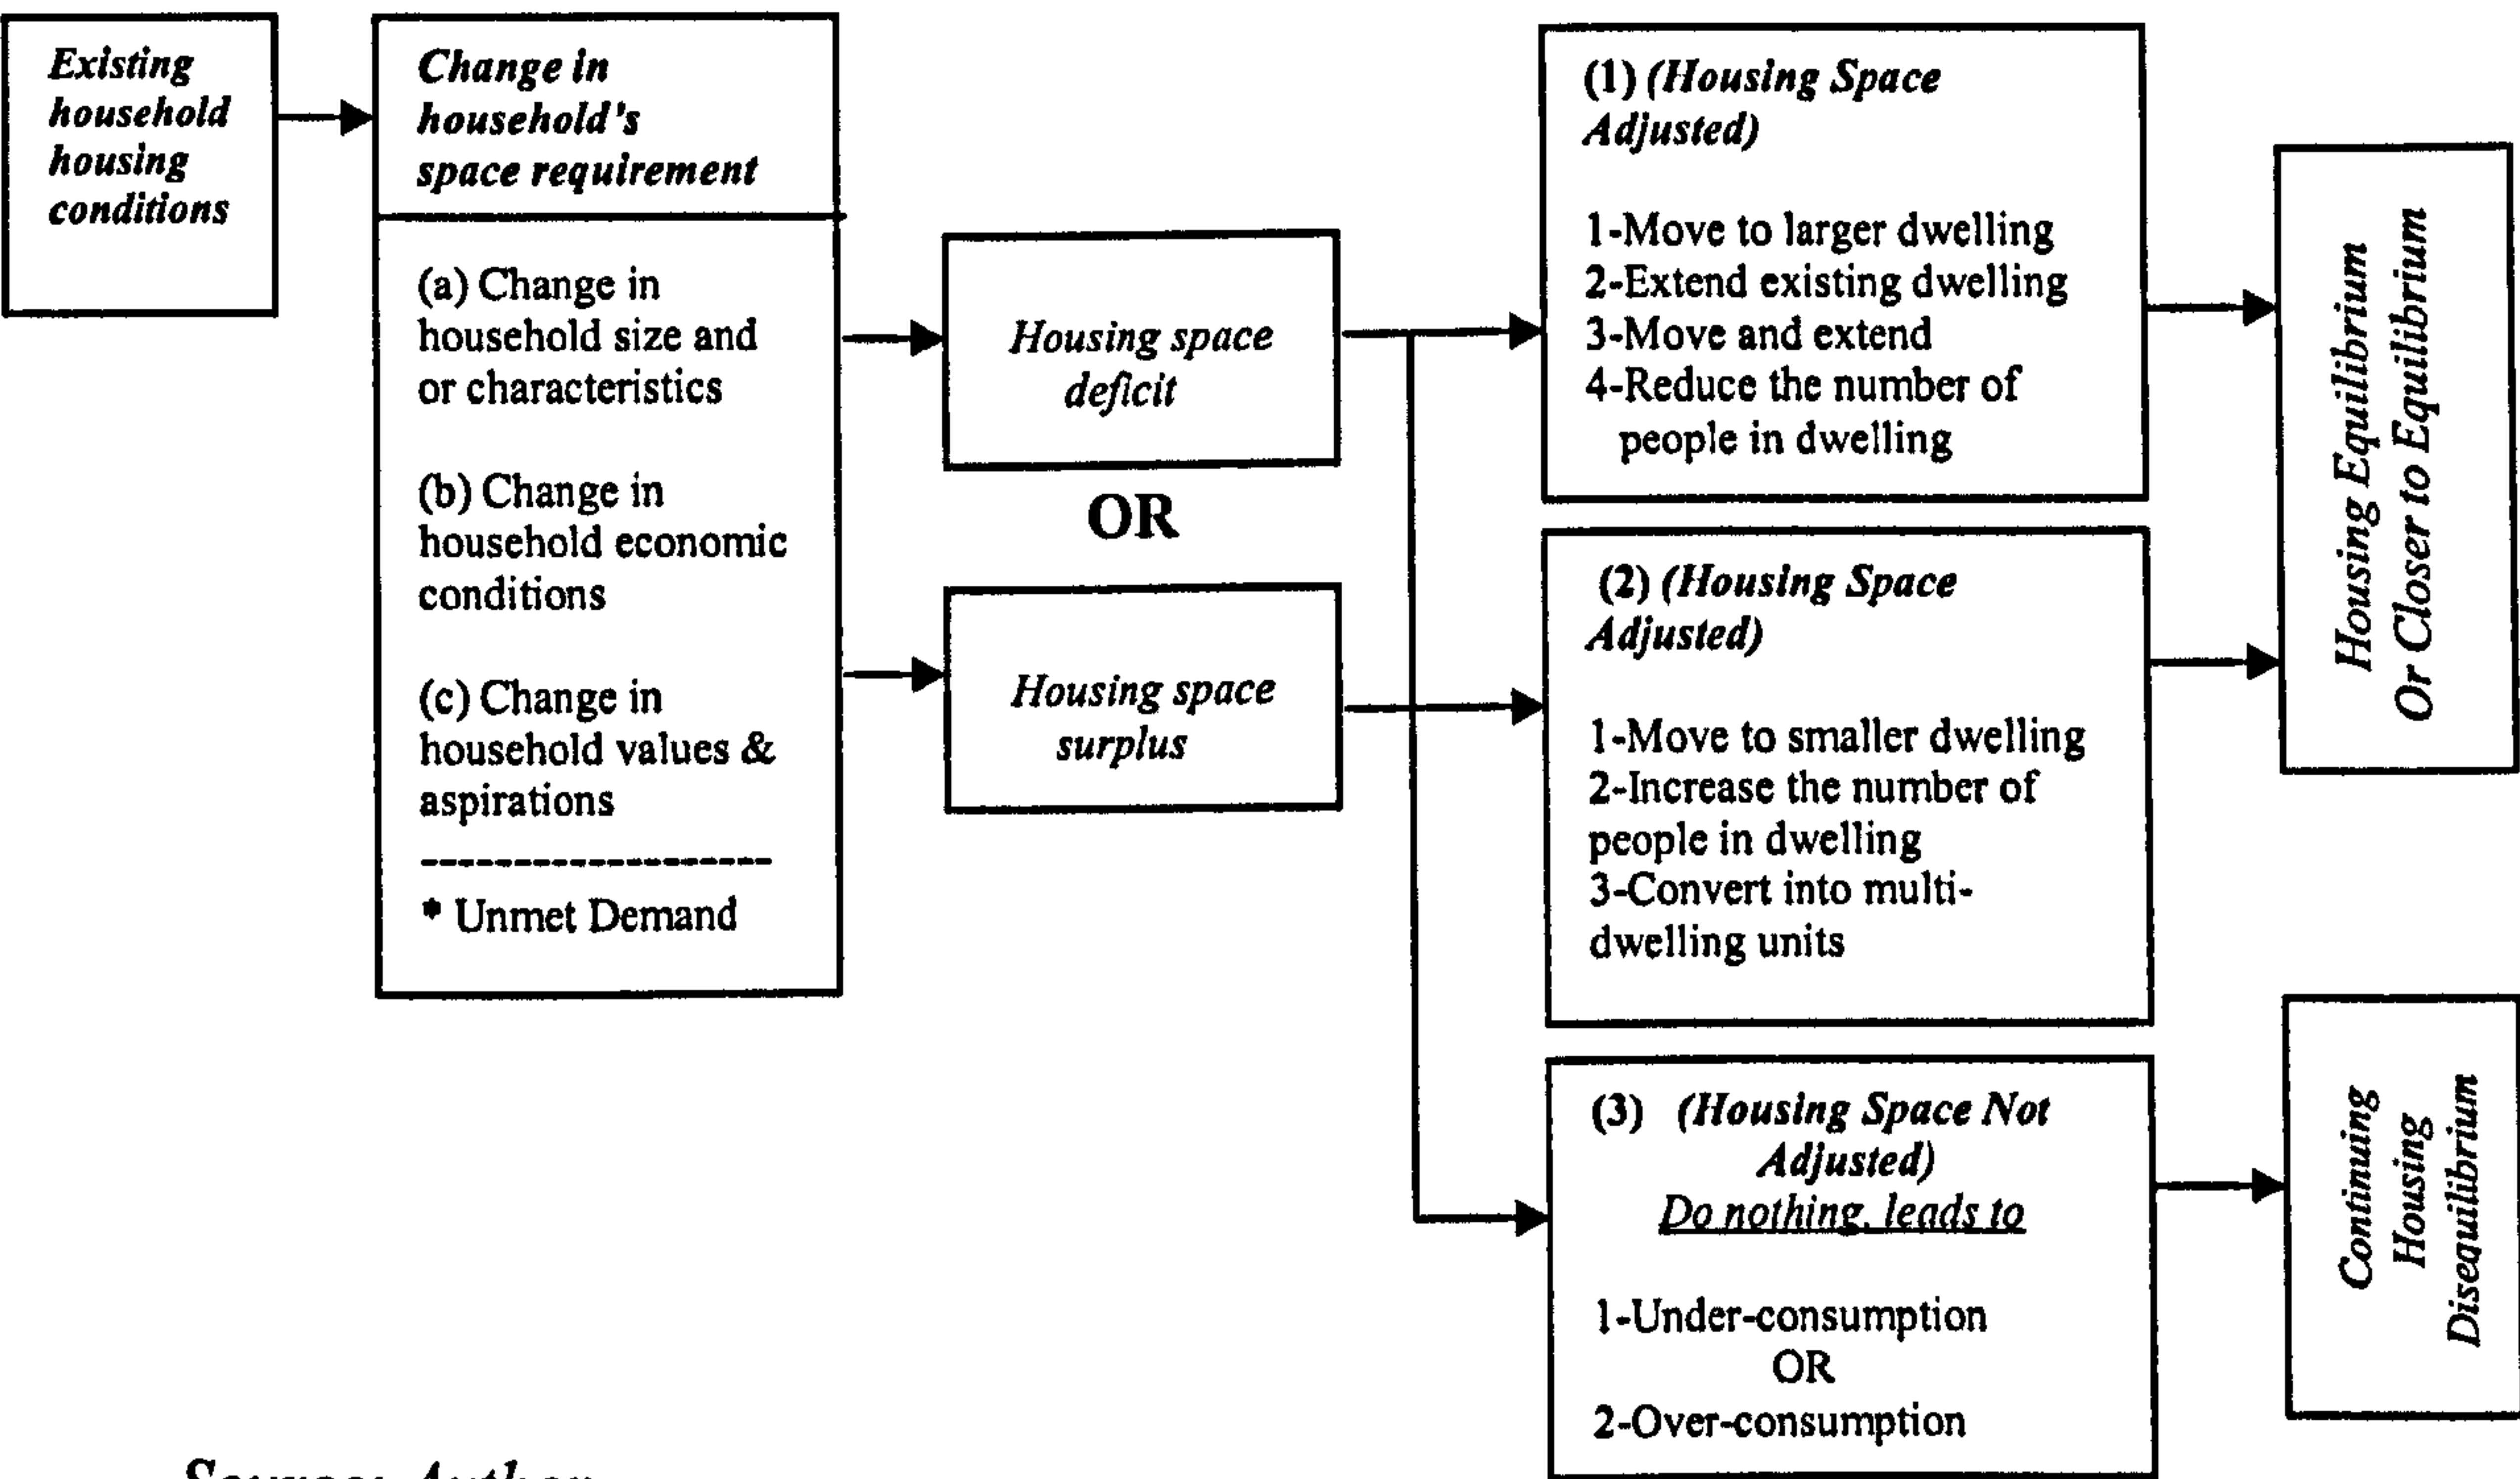 Existing
household
housing
conditions
Change in
household's
space requirement
(a) Change in
household size and
or characteristics
(b) Change in
household economic
conditions
(c) Change in
household values &
aspirations
--------------------
* Unmet Demand
Housing space
deficit
OR
Housing space
surplus
(1) (Housing Space
Adjusted)
1-Move to larger dwelling
2-Extend existing dwelling
3-Move and extend
4-Reduce the number of
people in dwelling
(2) (Housing Space
Adjusted)
1-Move to smaller dwelling
2-Increase the number of
people in dwelling
3-Convert into multi-
dwelling units
(3) (Housing Space Not
Adjusted)
Do nothing, leads to
1-Under-consumption
OR
2-Over-consumption
Housing Equilibrium
Or Closer to Equilibrium
Continuing
Housing
Disequilibrium
Source: Author